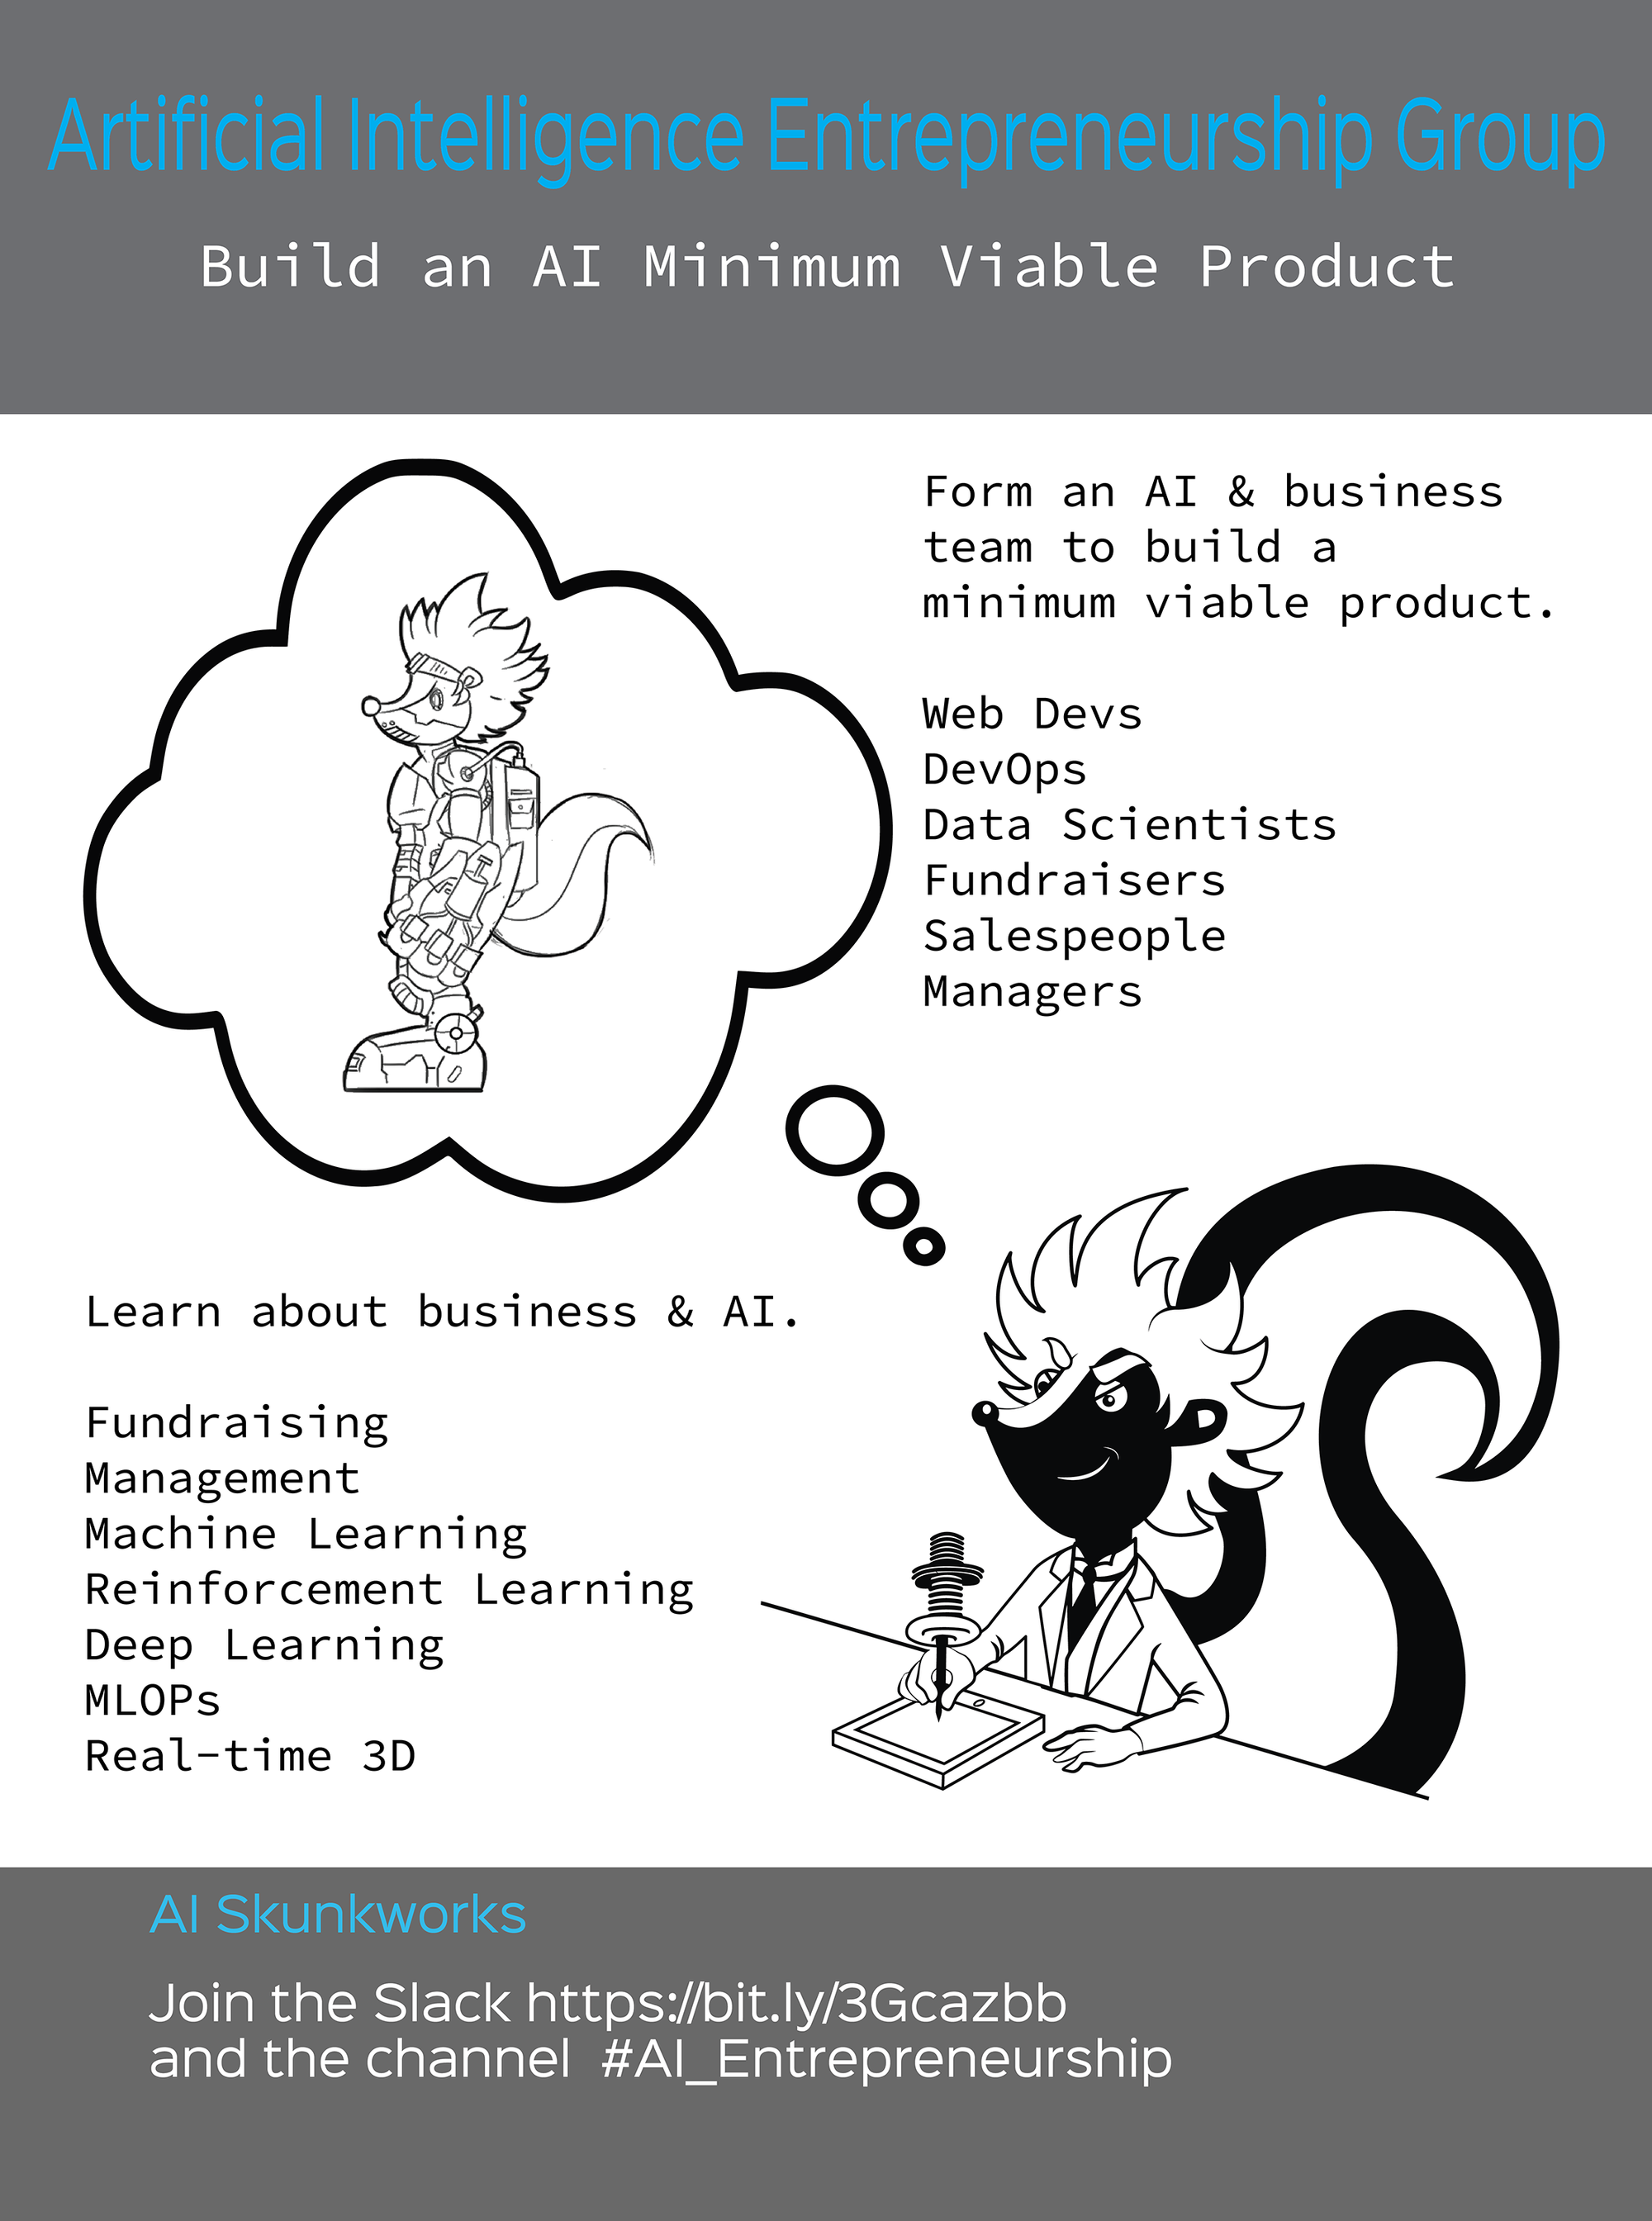 Artificial Intelligence Entrepreneurship Group
Build an AI Minimum Viable Product
Form an AI & business
team to build a
minimum viable product.
Web Devs
DevOps
Data Scientists
Fundraisers
Salespeople
Managers
Learn about business & AI.
Fundraising
Management
Machine Learning
Reinforcement Learning
Deep Learning
MLOPs
Real-time 3D
AI Skunkworks
Join the Slack https://bit.ly/3Gcazbb
and the channel #AI_Entrepreneurship